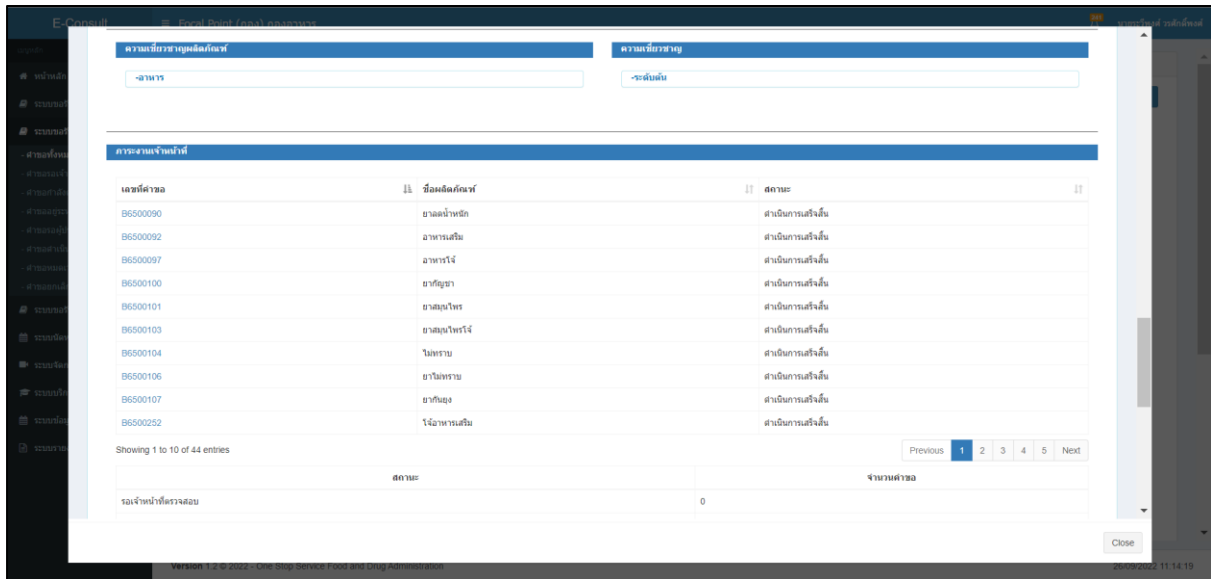 E-Consult
Focal Point (กอง) กองอาหาร
หน้าหลัก
ความเชี่ยวชาญผลิตภัณฑ์ ความเชี่ยวชาญ
-อาหาร -ระดับต้น
ภาระงานเจ้าหน้าที่
เลขที่คำขอ ชื่อผลิตภัณฑ์ สถานะ
B6500090 ยาลดน้ำหนัก ดำเนินการเสร็จสิ้น
B6500092 อาหารเสริม ดำเนินการเสร็จสิ้น
B6500097 อาหารโจ้ ดำเนินการเสร็จสิ้น
B6500100 ยากัญชา ดำเนินการเสร็จสิ้น
B6500101 ยาสมุนไพร ดำเนินการเสร็จสิ้น
B6500103 ยาสมุนไพรโจ้ ดำเนินการเสร็จสิ้น
B6500104 ไม่ทราบ ดำเนินการเสร็จสิ้น
B6500106 ยาไม่ทราบ ดำเนินการเสร็จสิ้น
B6500107 ยากันยุง ดำเนินการเสร็จสิ้น
B6500252 โจ้อาหารเสริม ดำเนินการเสร็จสิ้น
Showing 1 to 10 of 44 entries Previous 1 2 3 4 5 Next
สถานะ จำนวนคำขอ
รอเจ้าหน้าที่ตรวจสอบ 0
Close
Version 1.2 © 2022 - One Stop Service Food and Drug Administration 26/09/2022 11.14.19